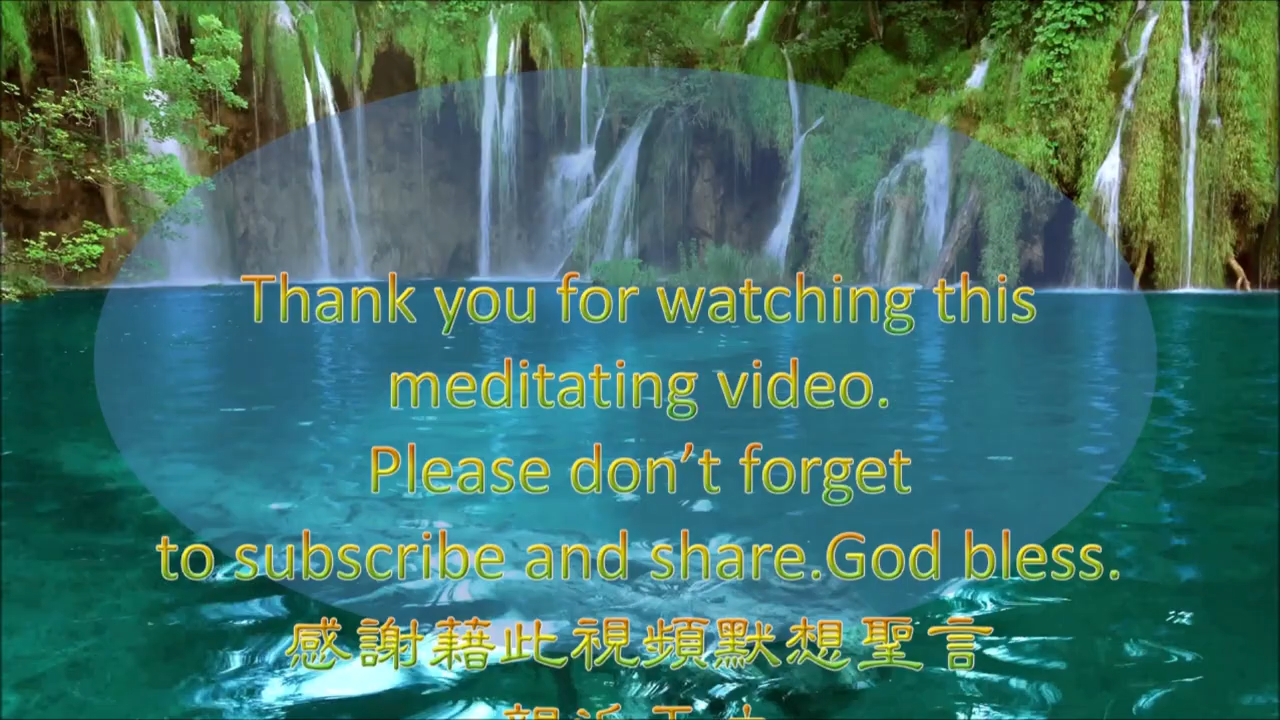 Thank you for watching this
meditating video.
Please don’t forget
to subscribe and share.God bless.
感謝藉此視頻默想聖言